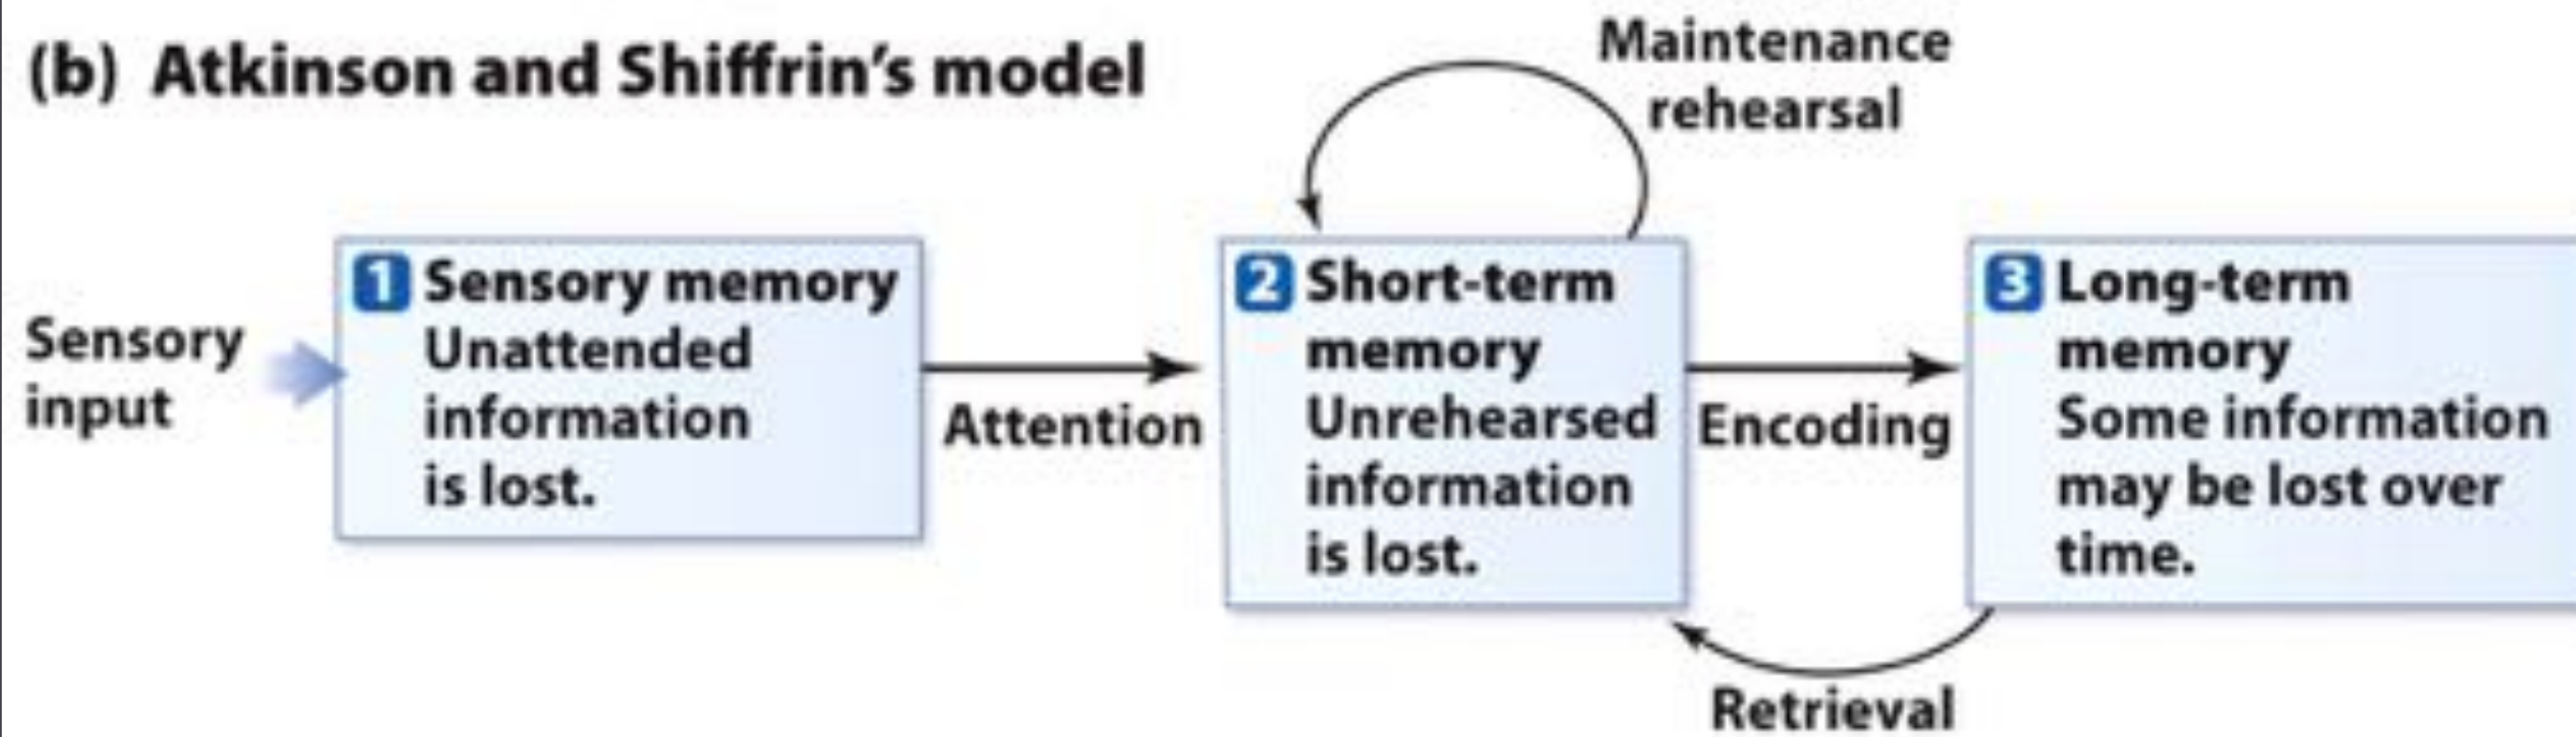 (b) Atkinson and Shiffrin's model
Maintenance
rehearsal
Sensory
input
1 Sensory memory
Unattended
information
is lost.
Attention
2 Short-term
memory
Unrehearsed
information
is lost.
Encoding
3 Long-term
memory
Some information
may be lost over
time.
Retrieval